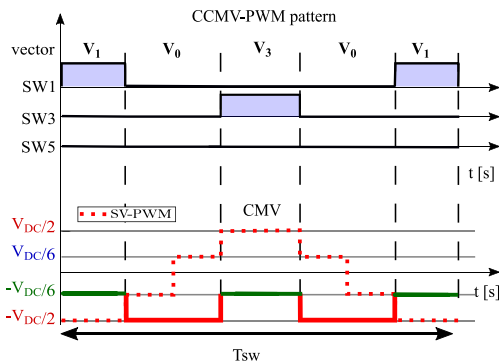 CCMV-PWM pattern
vector V1 V0 V3 V0 V1
SW1
SW3
SW5
t [s]
SV-PWM CMV
VDC/2
VDC/6
t [s]
-VDC/6
-VDC/2
Tsw